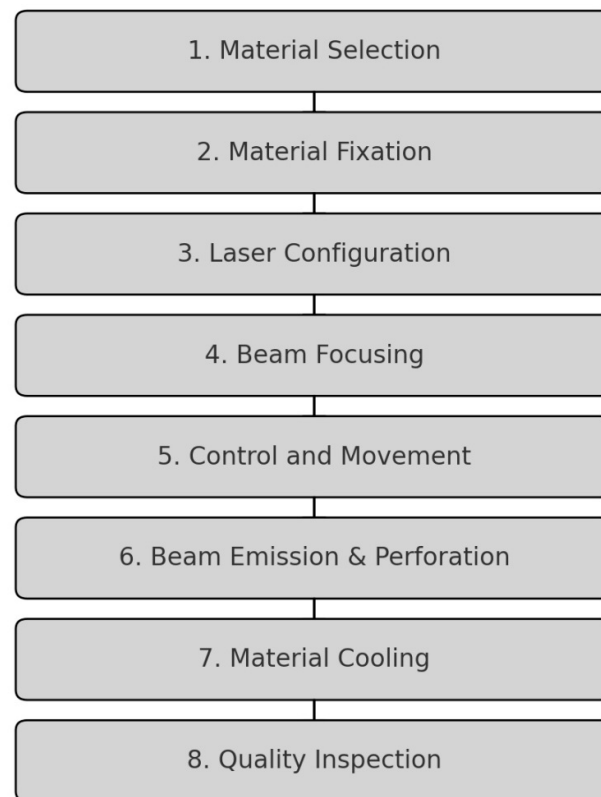 1. Material Selection
2. Material Fixation
3. Laser Configuration
4. Beam Focusing
5. Control and Movement
6. Beam Emission & Perforation
7. Material Cooling
8. Quality Inspection